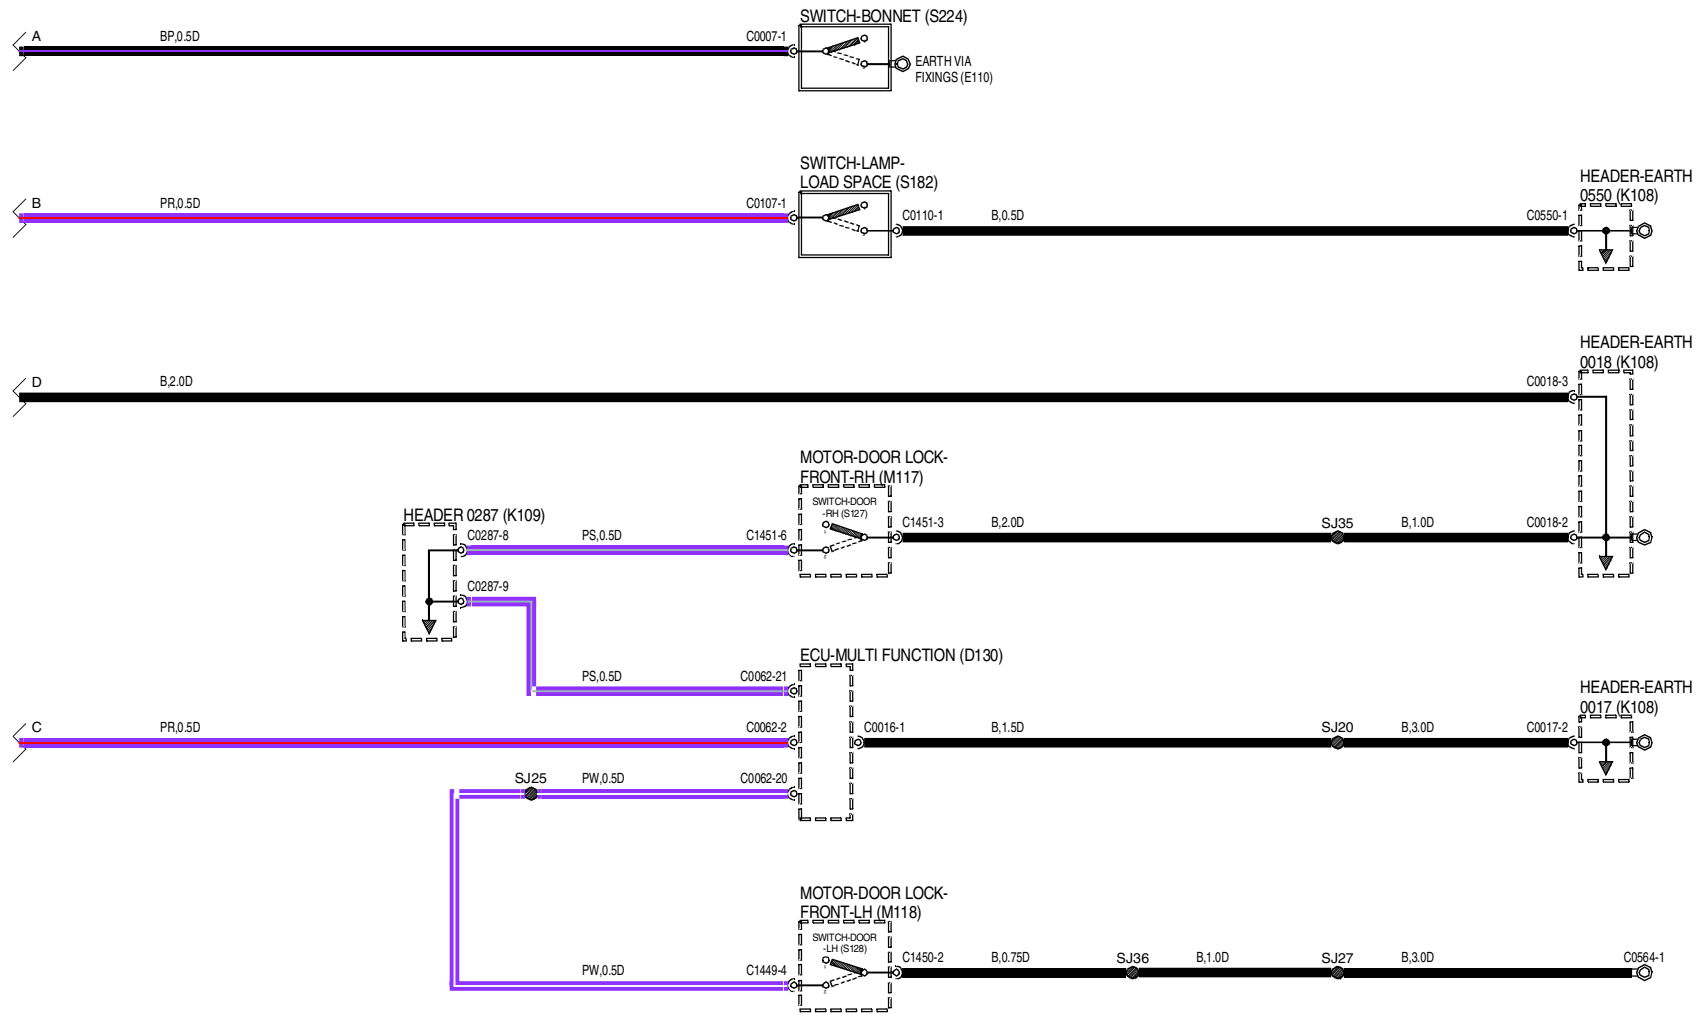 SWITCH-BONNET (S224)
A
BP,0.5D
C0007-1
EARTH VIA
FIXINGS (E110)
SWITCH-LAMP-
LOAD SPACE (S182)
HEADER-EARTH
0550 (K108)
B
PR,0.5D
C0107-1
C0110-1
B,0.5D
C0550-1
HEADER-EARTH
0018 (K108)
D
B,2.0D
C0018-3
MOTOR-DOOR LOCK-
FRONT-RH (M117)
SWITCH-DOOR
-RH (S127)
HEADER 0287 (K109)
C0287-8
PS,0.5D
C1451-6
C1451-3
B,2.0D
SJ35
B,1.0D
C0018-2
C0287-9
ECU-MULTI FUNCTION (D130)
PS,0.5D
C0062-21
HEADER-EARTH
0017 (K108)
C
PR,0.5D
C0062-2
C0016-1
B,1.5D
SJ20
B,3.0D
C0017-2
SJ25
PW,0.5D
C0062-20
MOTOR-DOOR LOCK-
FRONT-LH (M118)
SWITCH-DOOR
-LH (S128)
PW,0.5D
C1449-4
C1450-2
B,0.75D
SJ36
B,1.0D
SJ27
B,3.0D
C0564-1